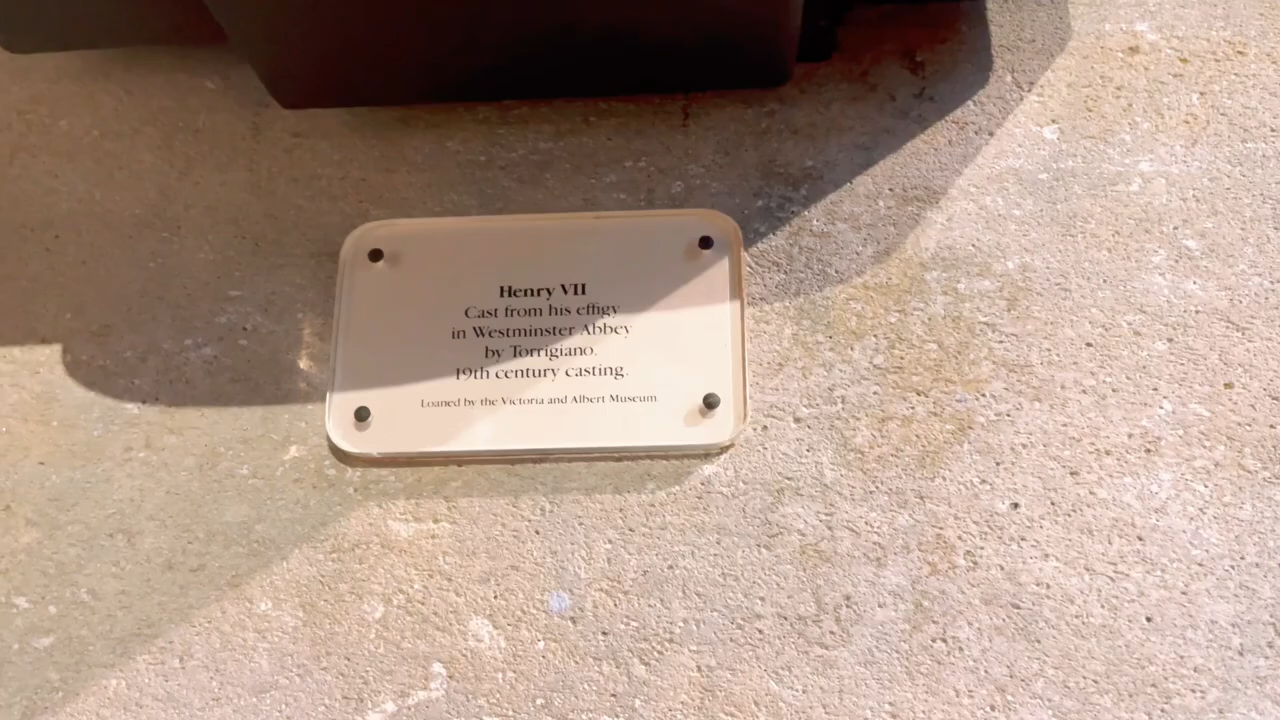 Henry VII
Cast from his effigy
in Westminster Abbey
by Torrigiano.
19th century casting.
Loaned by the Victoria and Albert Museum.